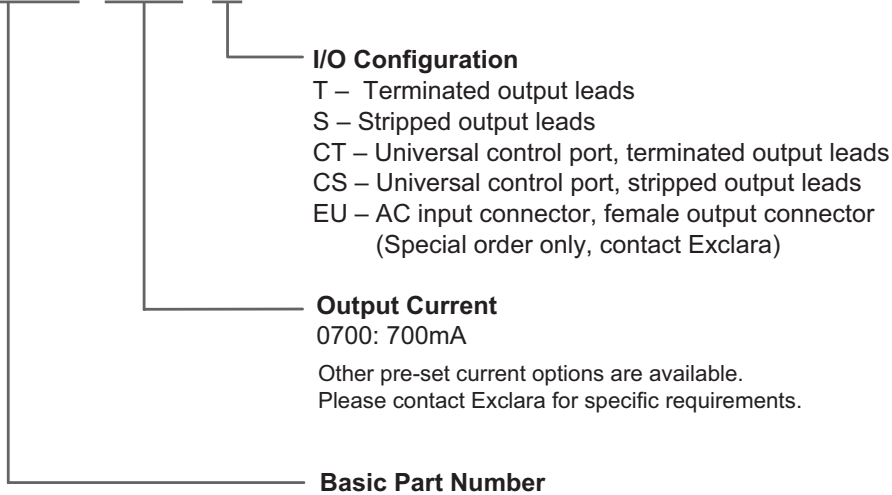 I/O Configuration
T – Terminated output leads
S – Stripped output leads
CT – Universal control port, terminated output leads
CS – Universal control port, stripped output leads
EU – AC input connector, female output connector
(Special order only, contact Exclara)
Output Current
0700: 700mA
Other pre-set current options are available.
Please contact Exclara for specific requirements.
Basic Part Number